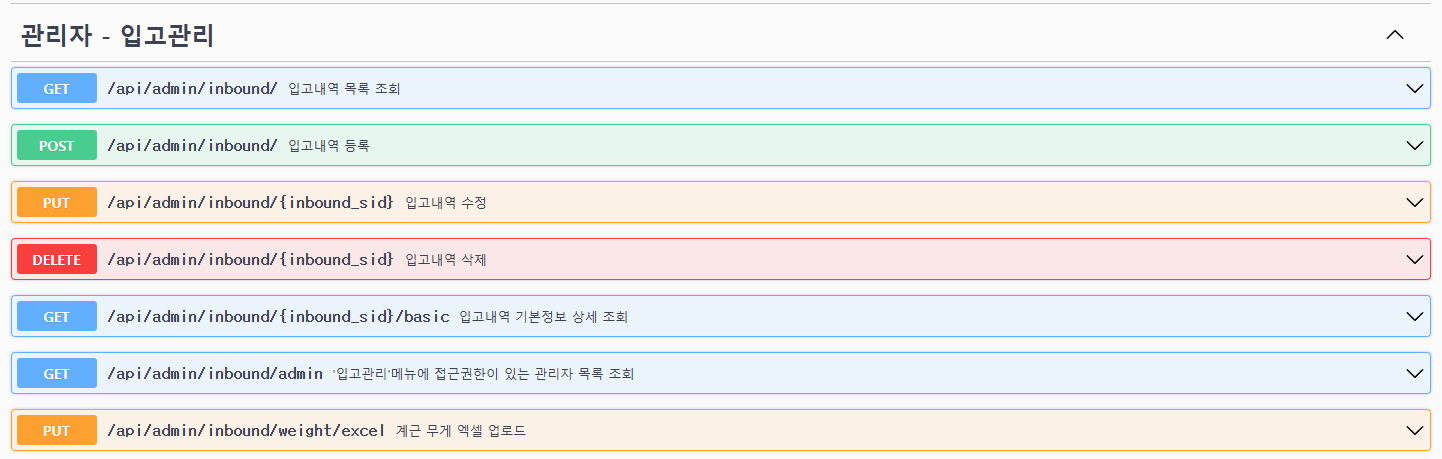 관리자 - 입고관리
GET /api/admin/inbound/ 입고내역 목록 조회
POST /api/admin/inbound/ 입고내역 등록
PUT /api/admin/inbound/{inbound_sid} 입고내역 수정
DELETE /api/admin/inbound/{inbound_sid} 입고내역 삭제
GET /api/admin/inbound/{inbound_sid}/basic 입고내역 기본정보 상세 조회
GET /api/admin/inbound/admin '입고관리'메뉴에 접근권한이 있는 관리자 목록 조회
PUT /api/admin/inbound/weight/excel 계근 무게 엑셀 업로드